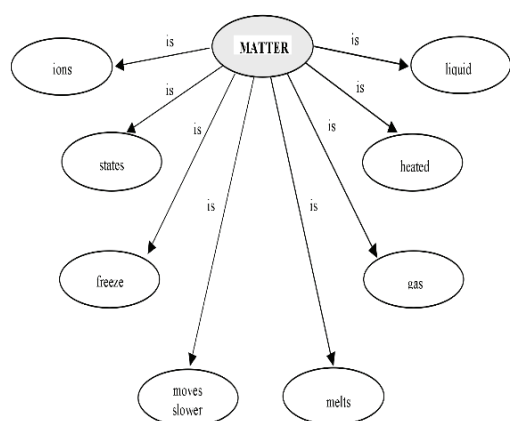 MATTER
is
is
ions
liquid
is
is
states
heated
is
is
freeze
gas
is
is
moves
slower
melts